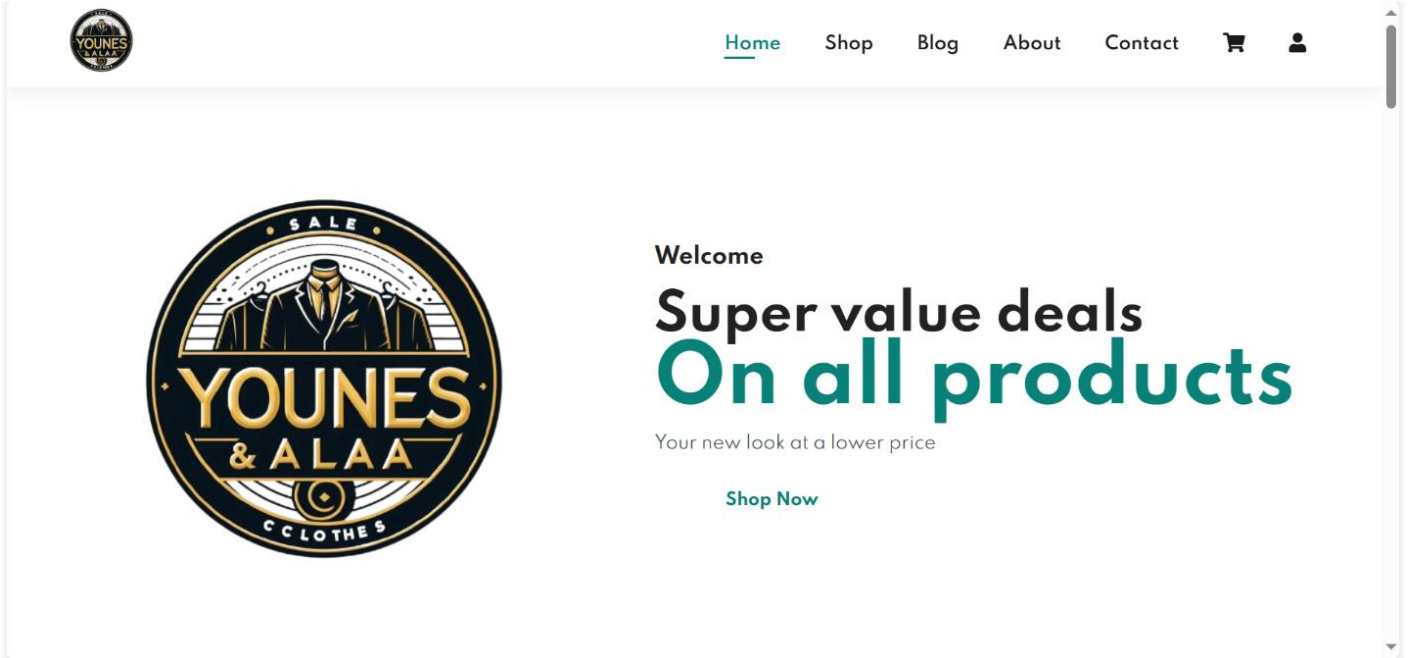 YOUNES
& ALAA
Home Shop Blog About Contact
SALE
YOUNES
& ALAA
CCLOTHES
Welcome
Super value deals
On all products
Your new look at a lower price
Shop Now